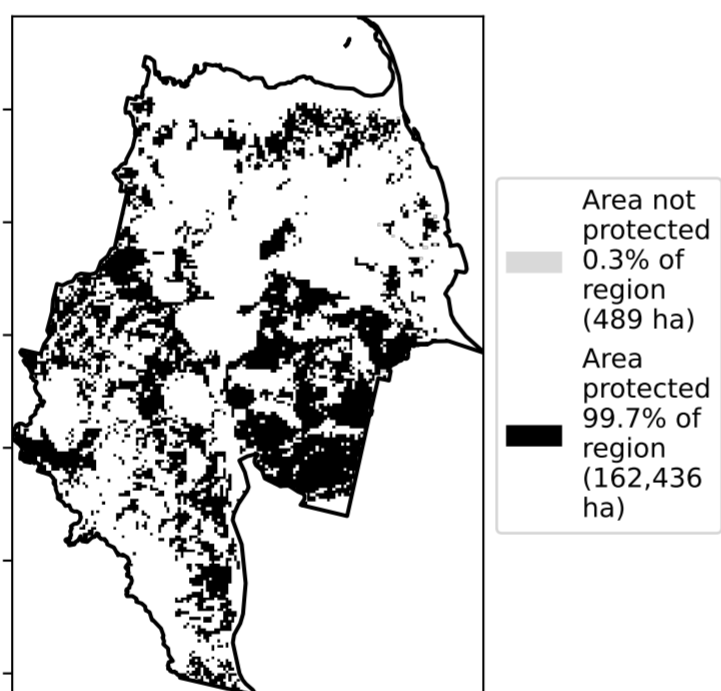 Area not
protected
0.3% of
region
(489 ha)
Area
protected
99.7% of
region
(162,436
ha)